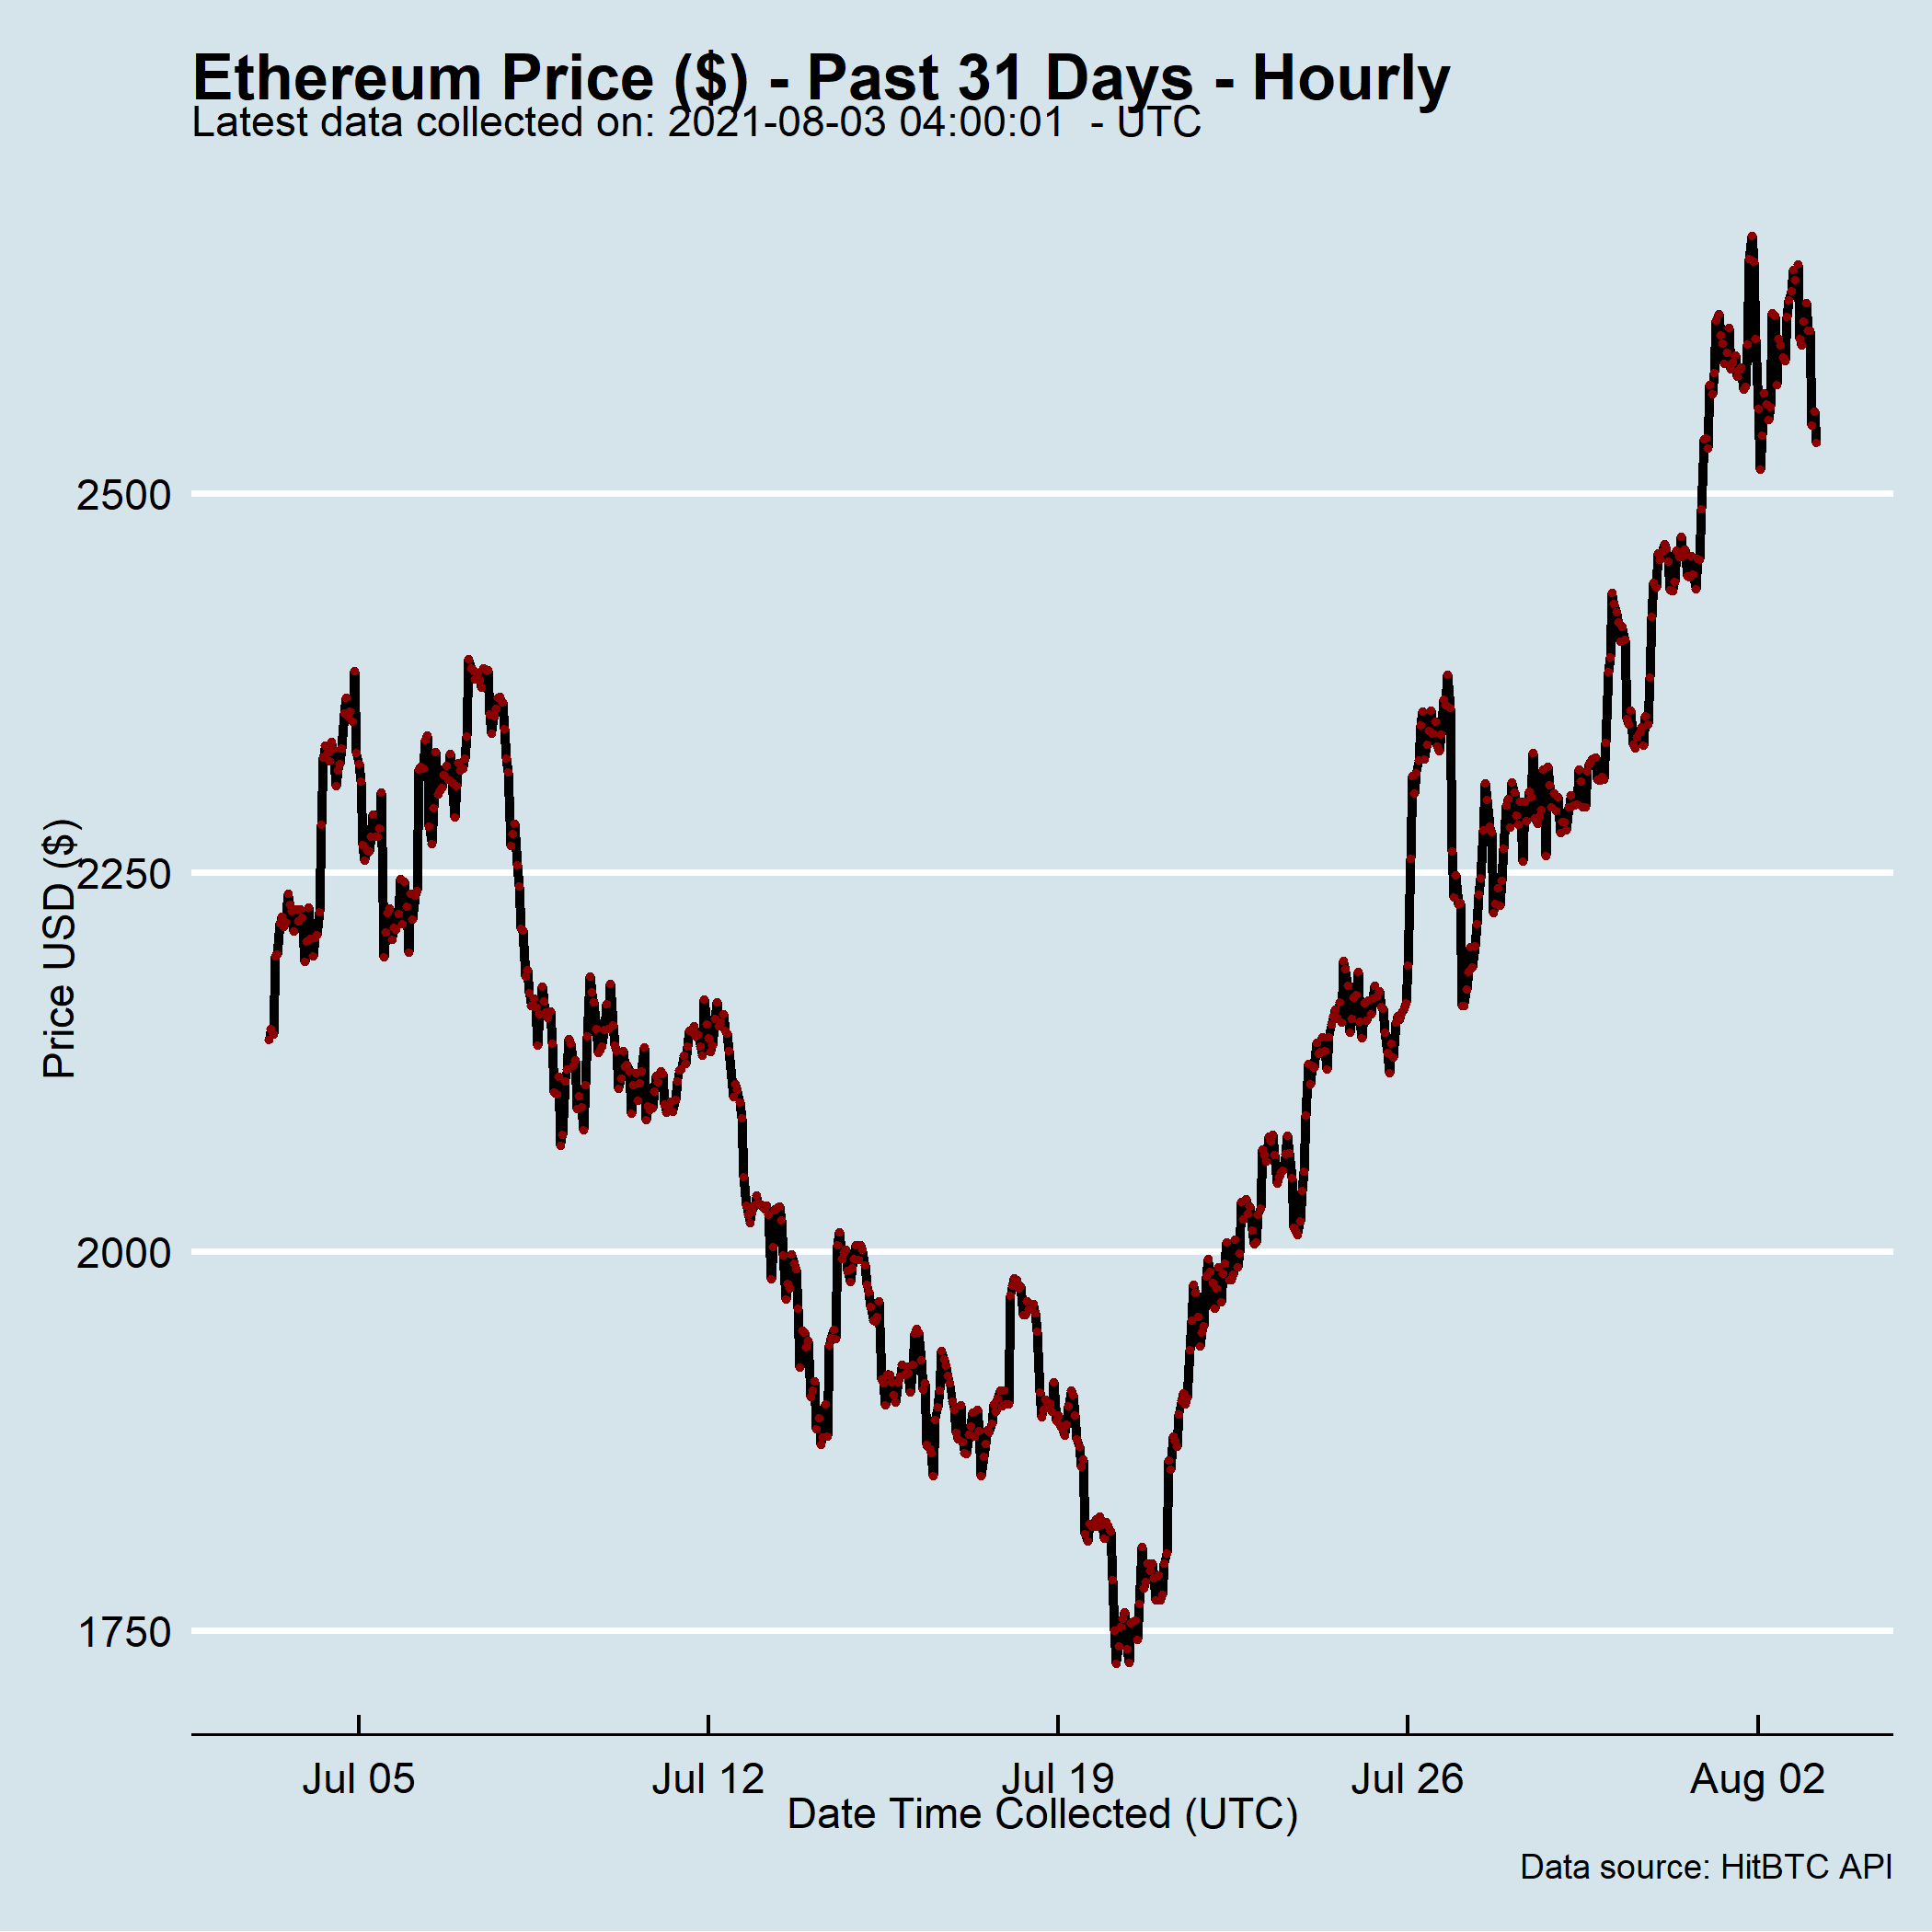 Ethereum Price ($) - Past 31 Days - Hourly
Latest data collected on: 2021-08-03 04:00:01  - UTC
Price USD ($)
2500
2250
2000
1750
Jul 05
Jul 12
Jul 19
Jul 26
Aug 02
Date Time Collected (UTC)
Data source: HitBTC API